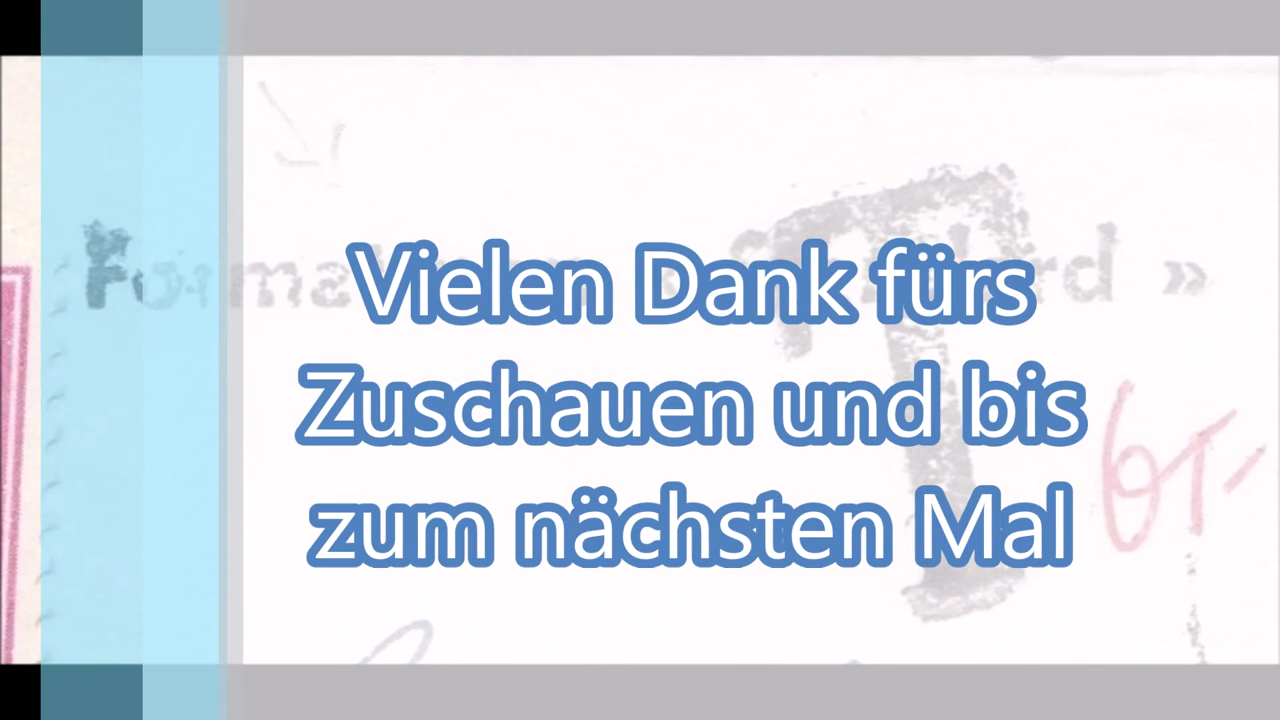 Vielen Dank fürs
Zuschauen und bis
zum nächsten Mal
T